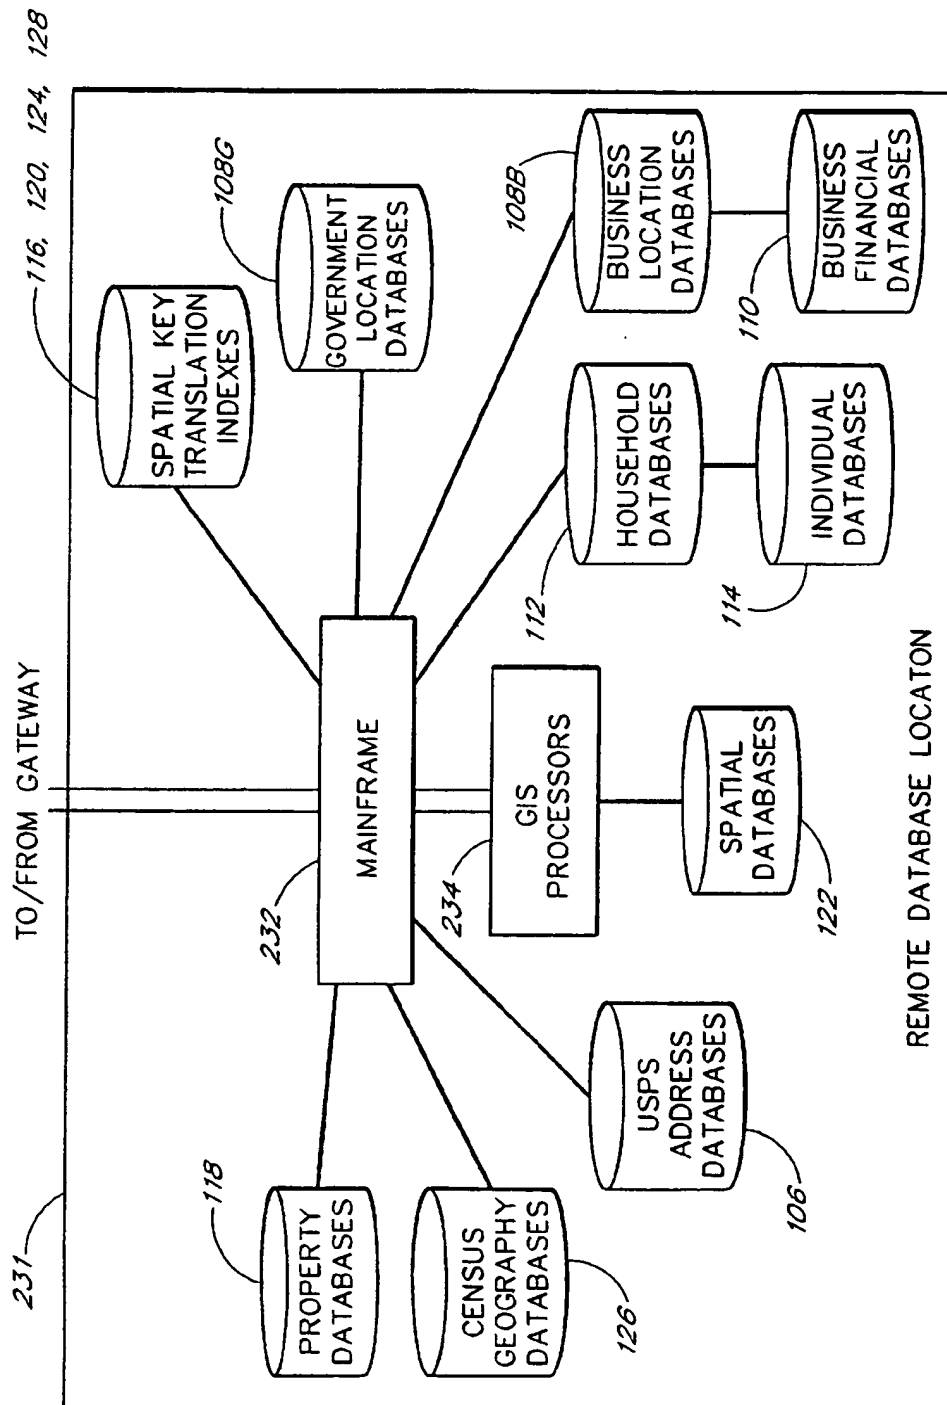 231
TO/FROM GATEWAY
116, 120, 124, 128
SPATIAL KEY
TRANSLATION
INDEXES
108G
GOVERNMENT
LOCATION
DATABASES
118
PROPERTY
DATABASES
232
MAINFRAME
CENSUS
GEOGRAPHY
DATABASES
126
234
GIS
PROCESSORS
108B
BUSINESS
LOCATION
DATABASES
112
HOUSEHOLD
DATABASES
USPS
ADDRESS
DATABASES
106
SPATIAL
DATABASES
122
114
INDIVIDUAL
DATABASES
110
BUSINESS
FINANCIAL
DATABASES
REMOTE DATABASE LOCATON